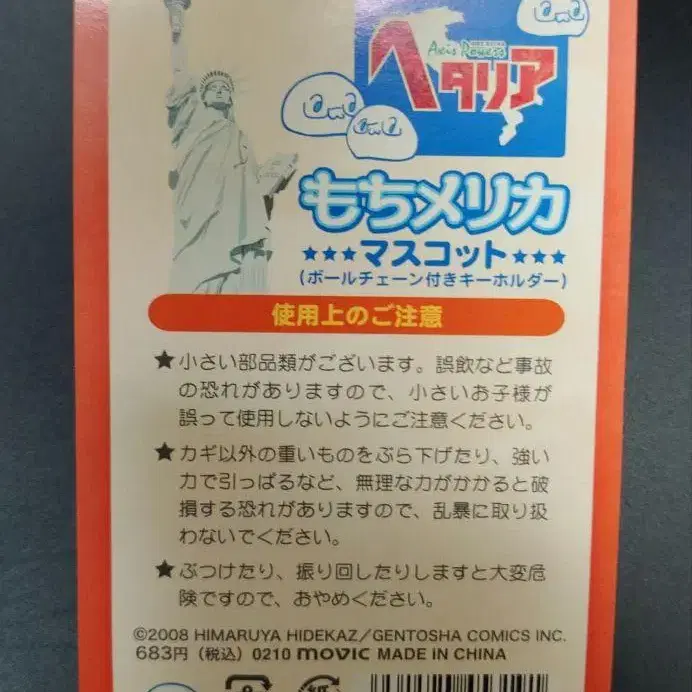 Axis Powers
ヘタリア
もちメリカ
★★★マスコット★★★
(ボールチェーン付きキーホルダー)
使用上のご注意
★小さい部品類がございます。誤飲など事故
の恐れがありますので、小さいお子様が
誤って使用しないようにご注意ください。
★カギ以外の重いものをぶら下げたり、強い
力で引っぱるなど、無理な力がかかると破
損する恐れがありますので、乱暴に取り扱
わないでください。
★ぶつけたり、振り回したりしますと大変危
険ですので、おやめください。
©2008 HIMARUYA HIDEKAZ／GENTOSHA COMICS INC.
683円（税込）0210 movic MADE IN CHINA